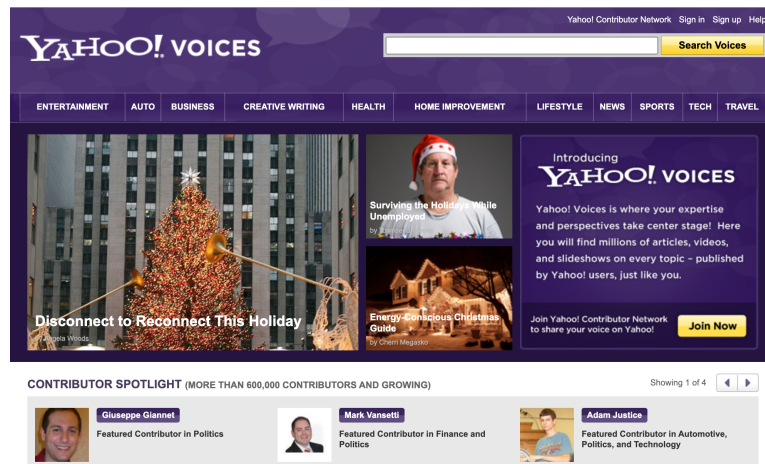 Yahoo! Contributor Network Sign in Sign up Help
YAHOO! VOICES
Search Voices
ENTERTAINMENT AUTO BUSINESS CREATIVE WRITING HEALTH HOME IMPROVEMENT LIFESTYLE NEWS SPORTS TECH TRAVEL
Disconnect to Reconnect This Holiday
by Angela Woods
Surviving the Holidays While
Unemployed
by
Energy-Conscious Christmas
Guide
by Cherri Megasko
Introducing
YAHOO! VOICES
Yahoo! Voices is where your expertise
and perspectives take center stage! Here
you will find millions of articles, videos,
and slideshows on every topic – published
by Yahoo! users, just like you.
Join Yahoo! Contributor Network
to share your voice on Yahoo!
Join Now
CONTRIBUTOR SPOTLIGHT (MORE THAN 600,000 CONTRIBUTORS AND GROWING)
Showing 1 of 4
Giuseppe Giannet
Featured Contributor in Politics
Mark Vansetti
Featured Contributor in Finance and
Politics
Adam Justice
Featured Contributor in Automotive,
Politics, and Technology